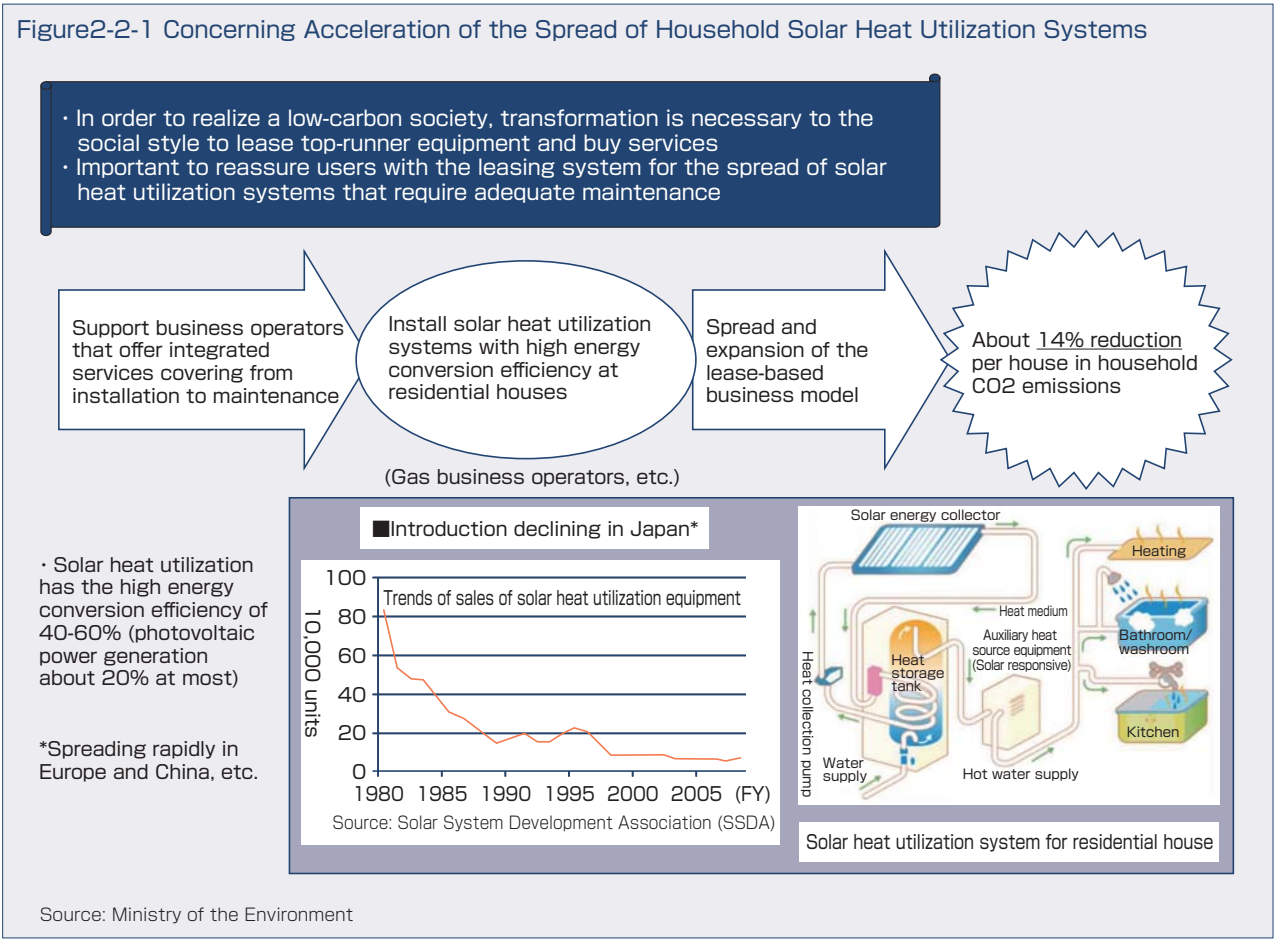 Figure2-2-1 Concerning Acceleration of the Spread of Household Solar Heat Utilization Systems
・In order to realize a low-carbon society, transformation is necessary to the
social style to lease top-runner equipment and buy services
・Important to reassure users with the leasing system for the spread of solar
heat utilization systems that require adequate maintenance
Support business operators
that offer integrated
services covering from
installation to maintenance
Install solar heat utilization
systems with high energy
conversion efficiency at
residential houses
(Gas business operators, etc.)
Spread and
expansion of the
lease-based
business model
About 14% reduction
per house in household
CO2 emissions
・Solar heat utilization
has the high energy
conversion efficiency of
40-60% (photovoltaic
power generation
about 20% at most)
*Spreading rapidly in
Europe and China, etc.
■Introduction declining in Japan*
Trends of sales of solar heat utilization equipment
10,000 units
100
80
60
40
20
0
1980 1985 1990 1995 2000 2005 (FY)
Source: Solar System Development Association (SSDA)
Solar energy collector
Heating
Heat medium
Auxiliary heat
source equipment
(Solar responsive)
Bathroom/
washroom
Heat
storage
tank
Heat collection pump
Kitchen
Water
supply
Hot water supply
Solar heat utilization system for residential house
Source: Ministry of the Environment